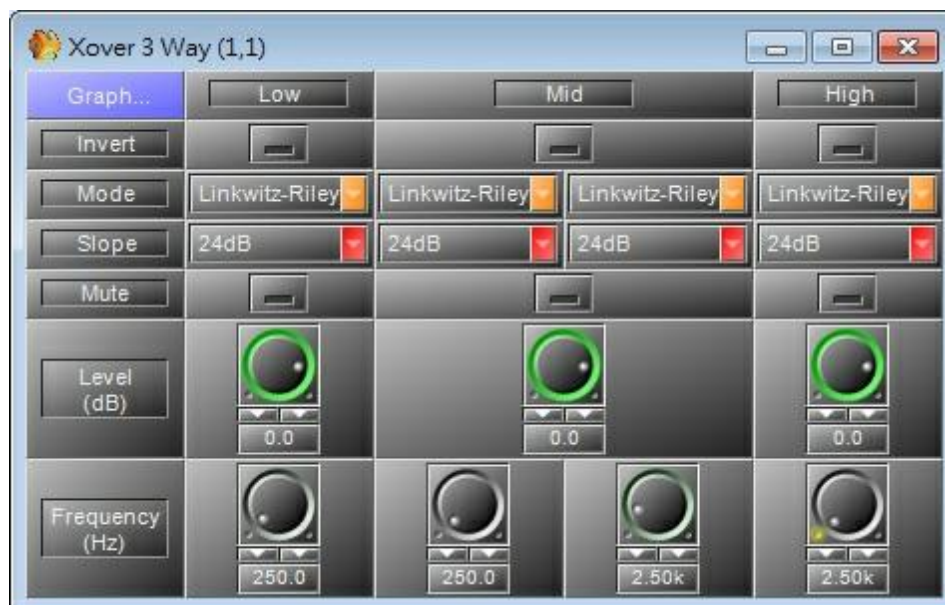 Xover 3 Way (1,1)
Graph... Low Mid High
Invert
Mode Linkwitz-Riley Linkwitz-Riley Linkwitz-Riley Linkwitz-Riley
Slope 24dB 24dB 24dB 24dB
Mute
Level
(dB)
0.0 0.0 0.0
Frequency
(Hz)
250.0 250.0 2.50k 2.50k